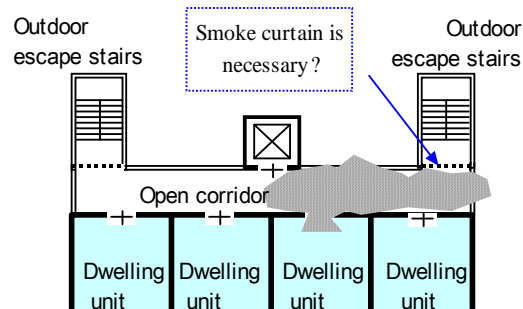 Outdoor
escape stairs
Smoke curtain is
necessary?
Outdoor
escape stairs
Open corridor
Dwelling
unit
Dwelling
unit
Dwelling
unit
Dwelling
unit